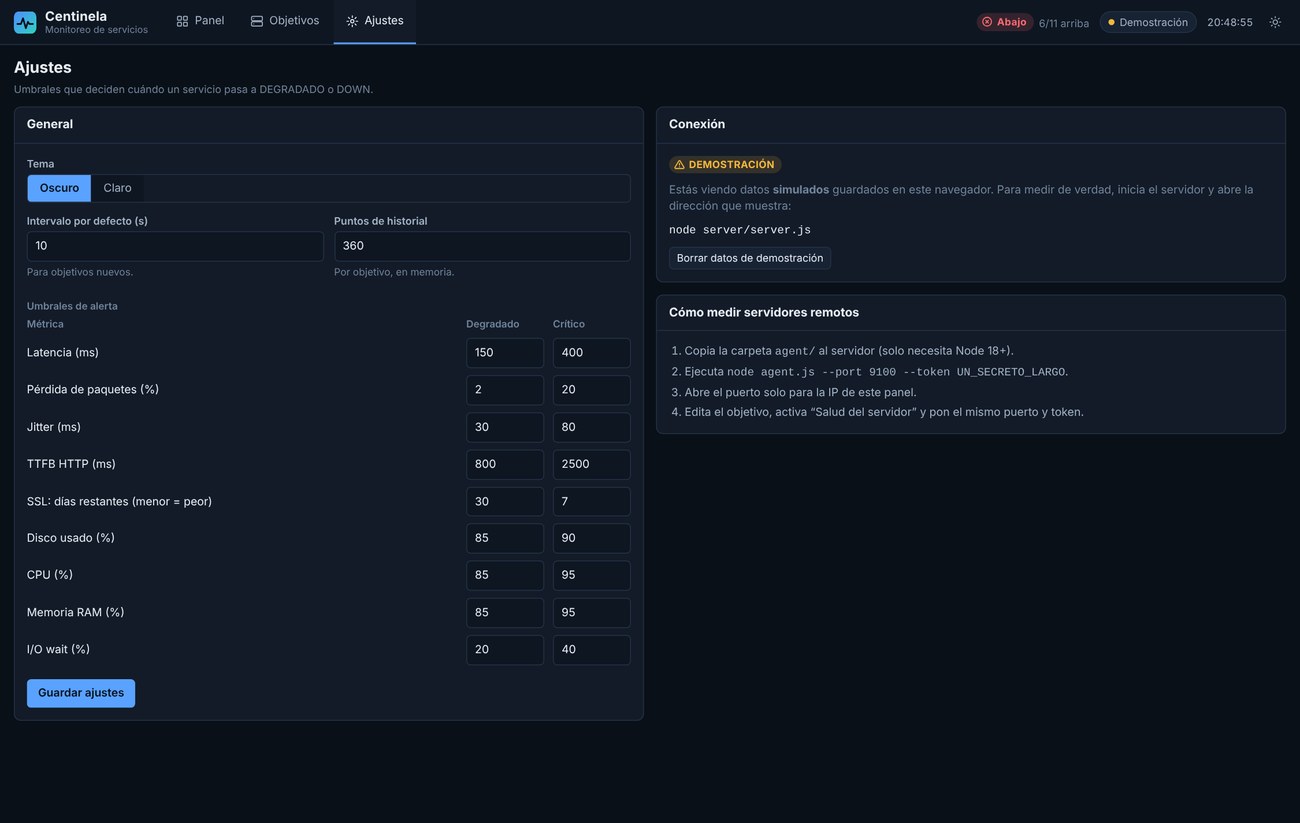 Centinela
Monitoreo de servicios
Panel
Objetivos
Ajustes
Abajo
6/11 arriba
Demostración
20:48:55
Ajustes
Umbrales que deciden cuándo un servicio pasa a DEGRADADO o DOWN.
General
Tema
Oscuro
Claro
Intervalo por defecto (s)
Puntos de historial
10
360
Para objetivos nuevos.
Por objetivo, en memoria.
Umbrales de alerta
Métrica Degradado Crítico
Latencia (ms) 150 400
Pérdida de paquetes (%) 2 20
Jitter (ms) 30 80
TTFB HTTP (ms) 800 2500
SSL: días restantes (menor = peor) 30 7
Disco usado (%) 85 90
CPU (%) 85 95
Memoria RAM (%) 85 95
I/O wait (%) 20 40
Guardar ajustes
Conexión
DEMOSTRACIÓN
Estás viendo datos simulados guardados en este navegador. Para medir de verdad, inicia el servidor y abre la
dirección que muestra:
node server/server.js
Borrar datos de demostración
Cómo medir servidores remotos
1. Copia la carpeta agent/ al servidor (solo necesita Node 18+).
2. Ejecuta node agent.js --port 9100 --token UN_SECRETO_LARGO.
3. Abre el puerto solo para la IP de este panel.
4. Edita el objetivo, activa “Salud del servidor” y pon el mismo puerto y token.